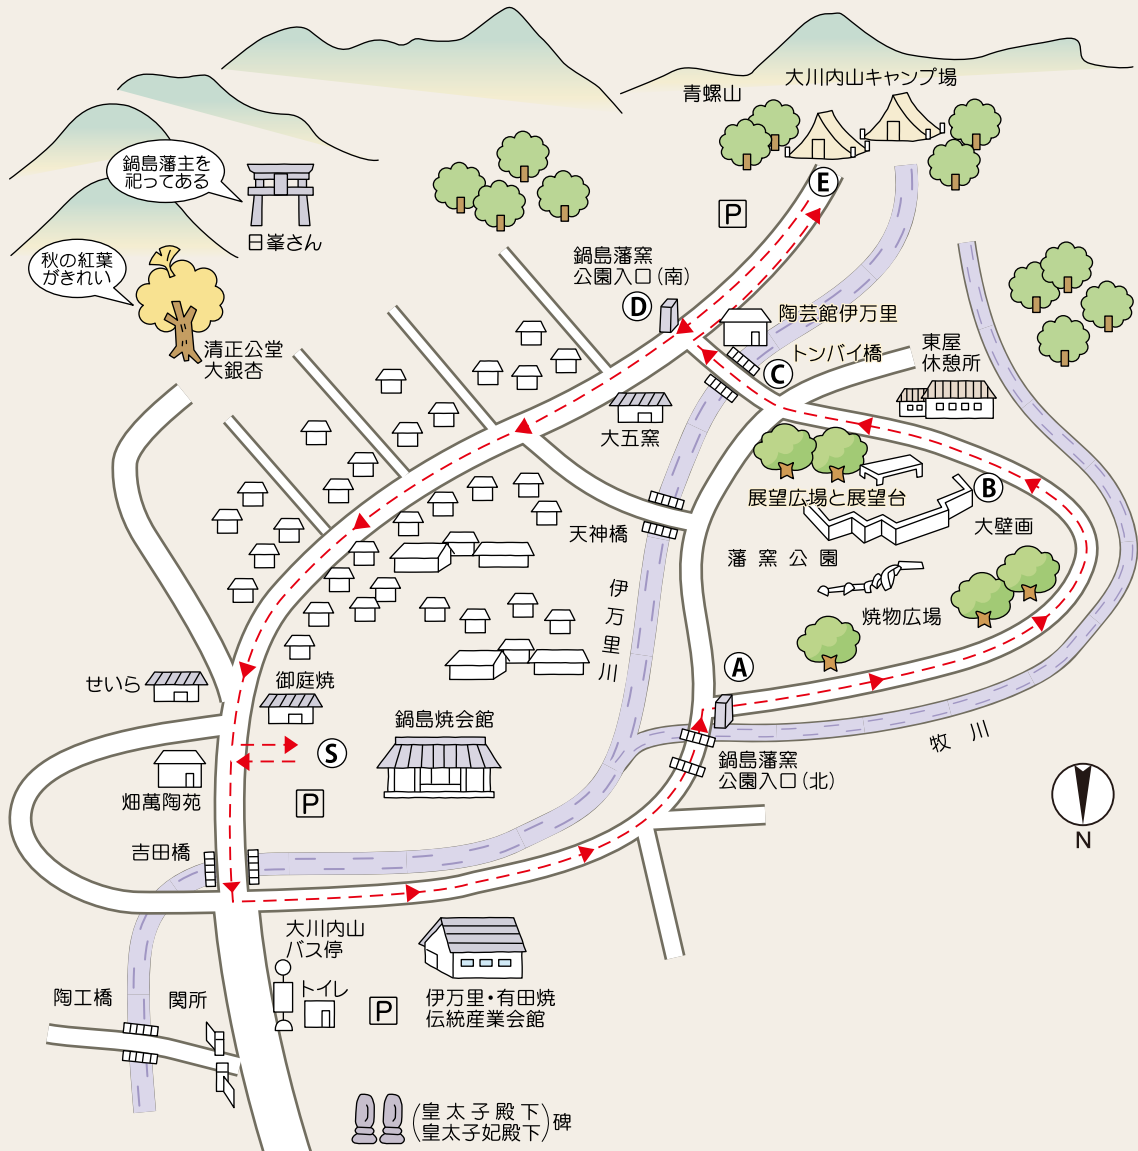 大川内山キャンプ場
青螺山
鍋島藩主を
祀ってある
日峯さん
秋の紅葉
がきれい
清正公堂
大銀杏
E
P
鍋島藩窯
公園入口(南)
D
陶芸館伊万里
トンバイ橋
C
東屋
休憩所
大五窯
展望広場と展望台
B
大壁画
天神橋
藩窯公園
伊万里川
焼物広場
A
せいら
御庭焼
鍋島焼会館
S
牧川
鍋島藩窯
公園入口(北)
畑萬陶苑
P
N
吉田橋
大川内山
バス停
トイレ
陶工橋
関所
P
伊万里・有田焼
伝統産業会館
(皇太子殿下
皇太子妃殿下)碑